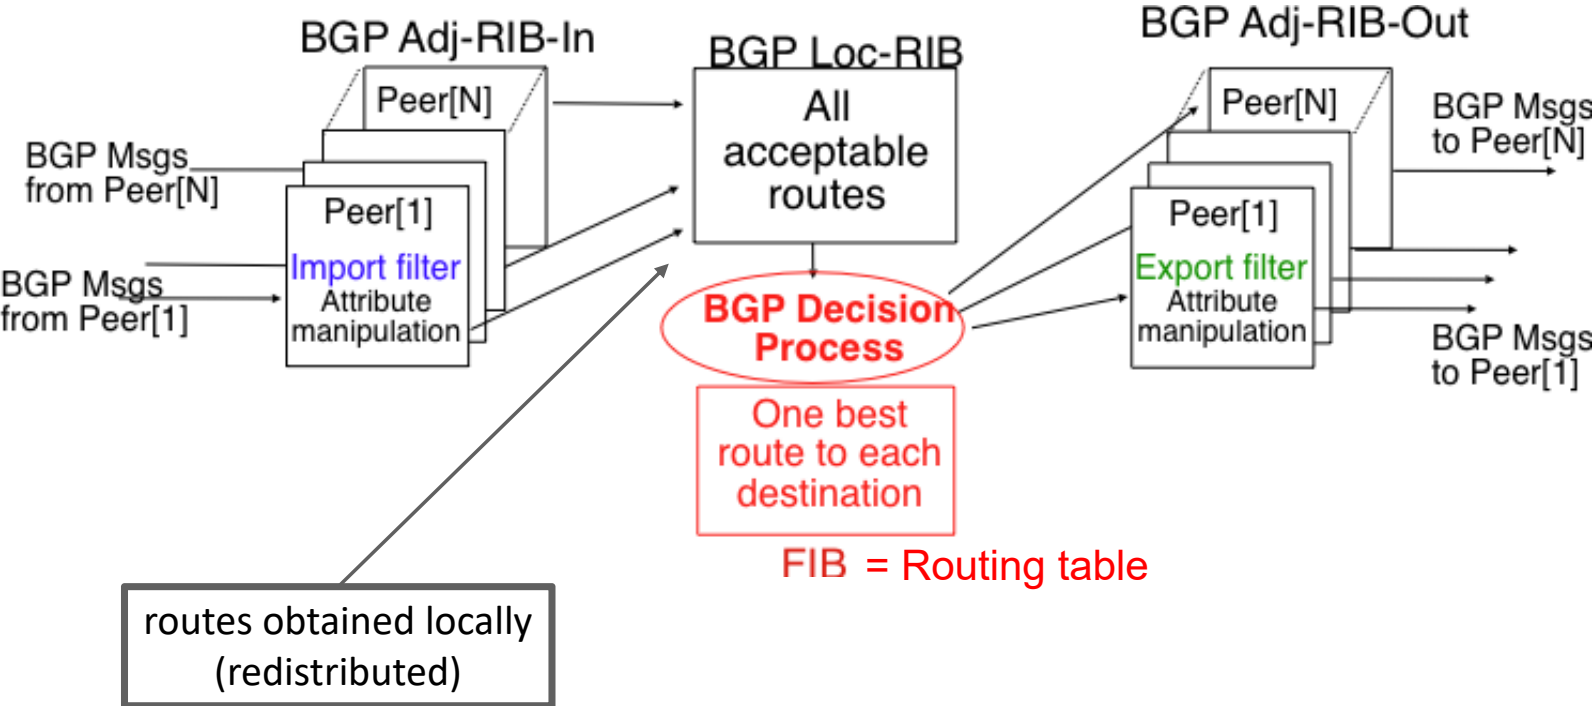 BGP Adj-RIB-In
Peer[N]
BGP Msgs
from Peer[N]
Peer[1]
Import filter
Attribute
manipulation
BGP Msgs
from Peer[1]
BGP Loc-RIB
All
acceptable
routes
BGP Decision
Process
One best
route to each
destination
FIB = Routing table
routes obtained locally
(redistributed)
BGP Adj-RIB-Out
Peer[N]
BGP Msgs
to Peer[N]
Peer[1]
Export filter
Attribute
manipulation
BGP Msgs
to Peer[1]